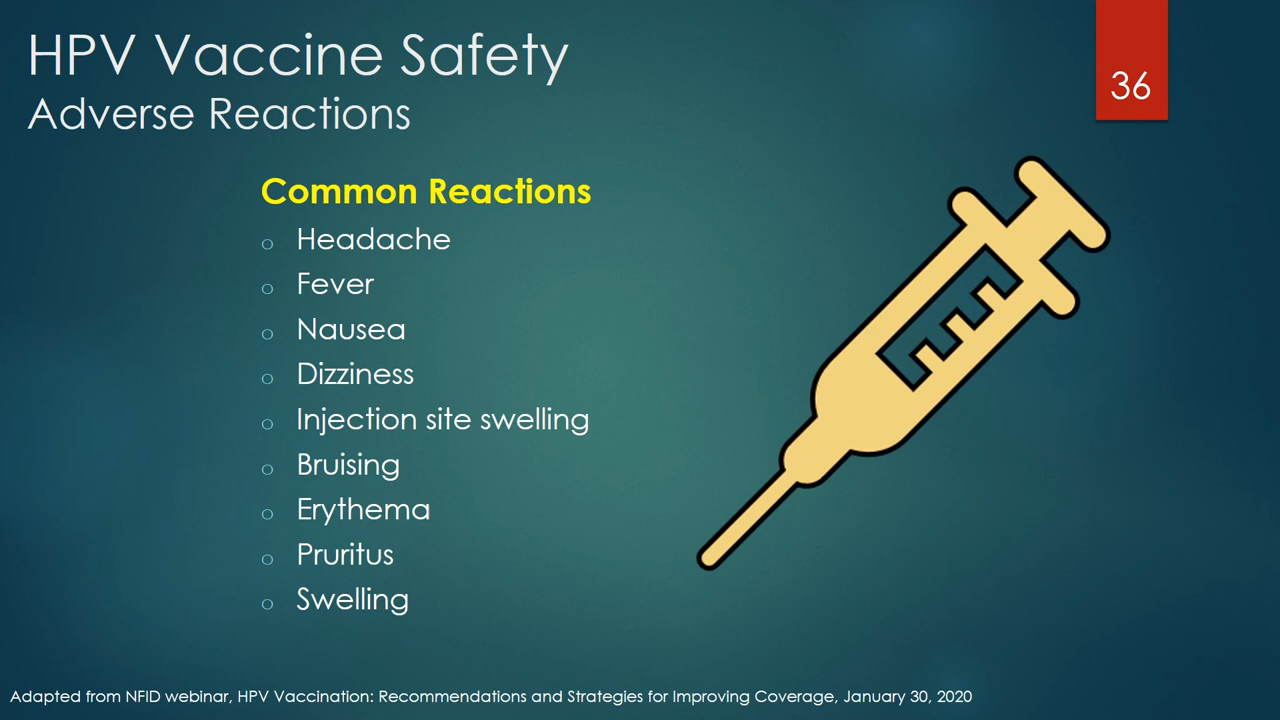 HPV Vaccine Safety
Adverse Reactions
36
Common Reactions
o Headache
o Fever
o Nausea
o Dizziness
o Injection site swelling
o Bruising
o Erythema
o Pruritus
o Swelling
Adapted from NFID webinar, HPV Vaccination: Recommendations and Strategies for Improving Coverage, January 30, 2020